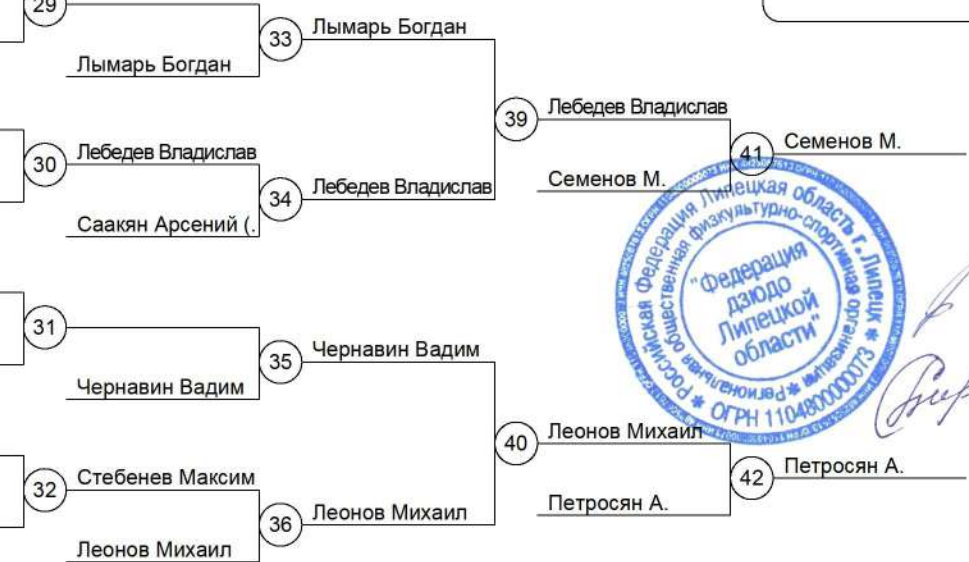 29
33
Лымарь Богдан
Лымарь Богдан
39
Лебедев Владислав
30
Лебедев Владислав
41
Семенов М.
34
Лебедев Владислав
Семенов М.
Саакян Арсений (.
Российская Федерация Липецкая область г. Липецк * ОГРН 1104800000073 *
Региональная общественная физкультурно-спортивная организация *
"Федерация
дзюдо
Липецкой
области"
31
35
Чернавин Вадим
Чернавин Вадим
40
Леонов Михаил
32
Стебенев Максим
42
Петросян А.
36
Леонов Михаил
Петросян А.
Леонов Михаил